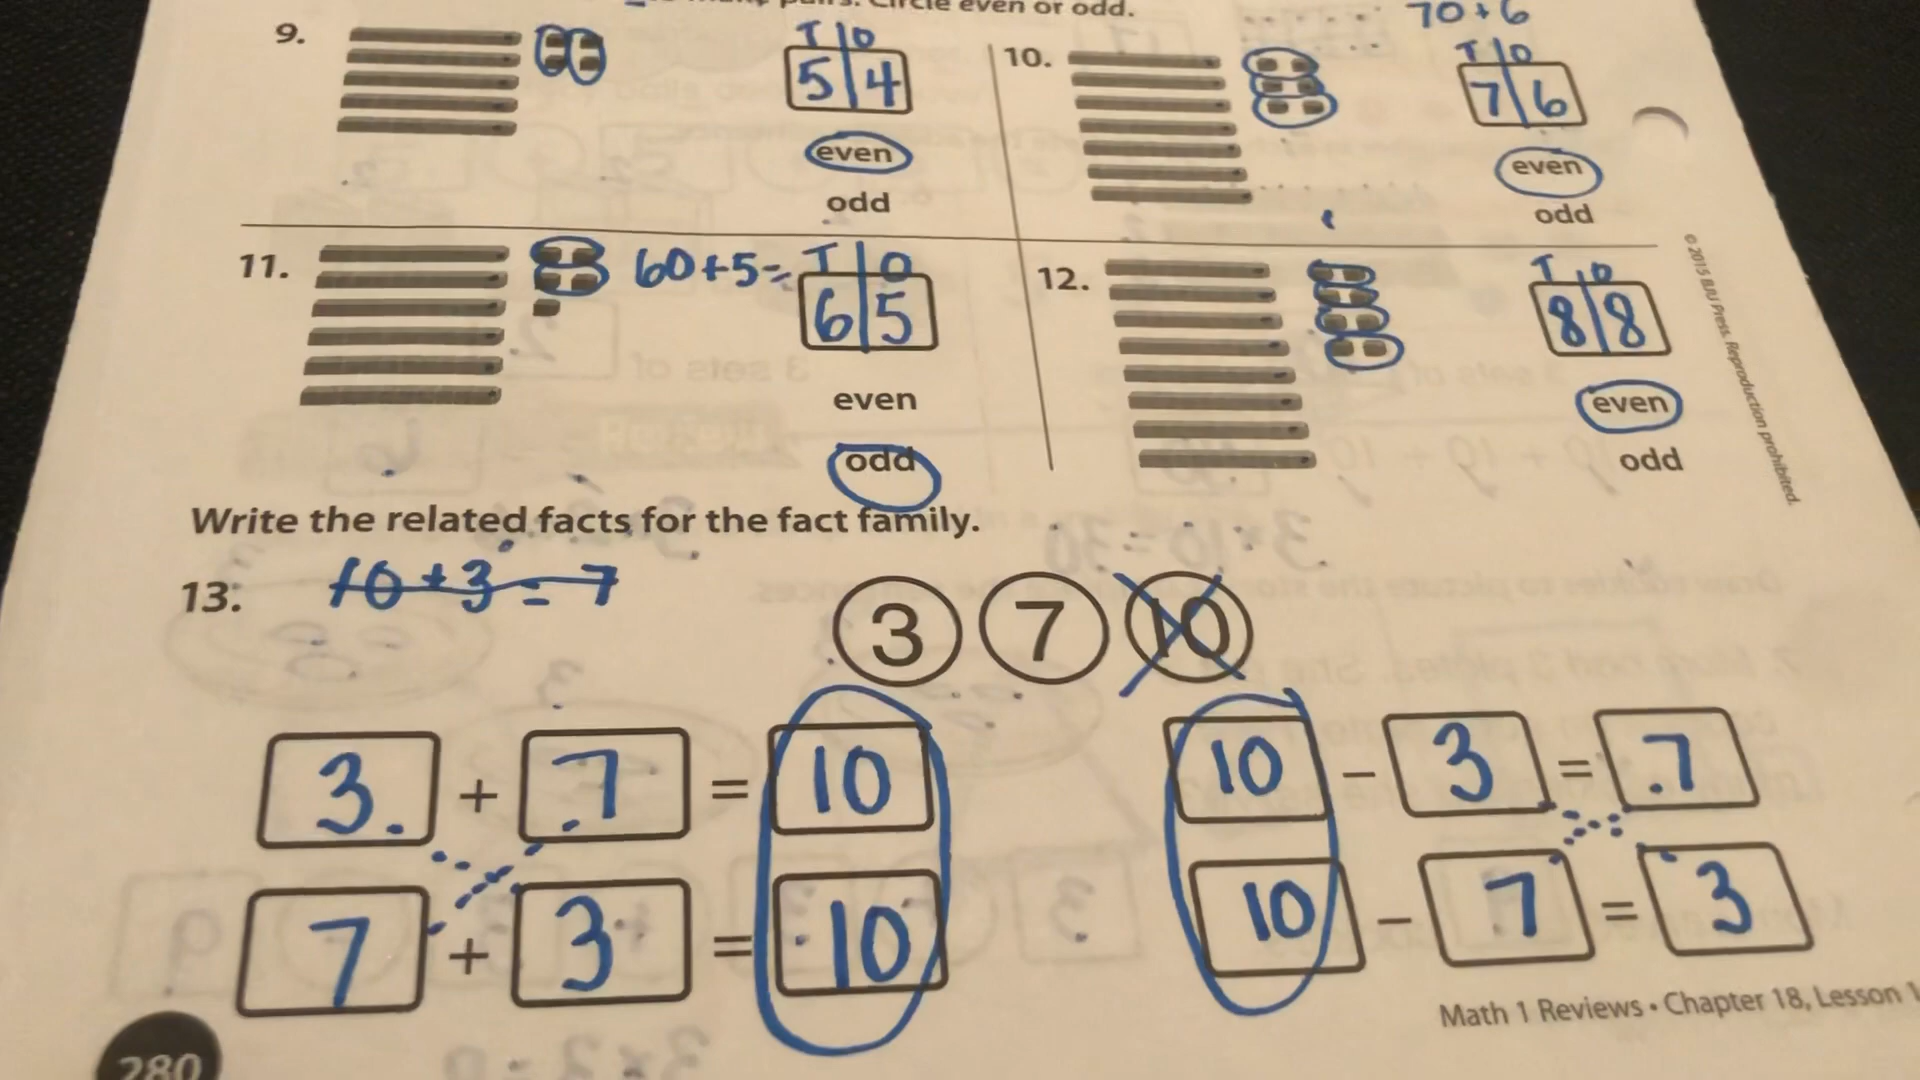 Circle even or odd.
70+6
9.
T O
5 4
even
odd
10.
T O
7 6
even
odd
11.
60+5=
T O
6 5
even
odd
12.
T O
8 8
even
odd
©2015 BJU Press. Reproduction prohibited.
Write the related facts for the fact family.
13.
10 + 3 = 7
3 7 10
3 + 7 = 10
10 - 3 = 7
7 + 3 = 10
10 - 7 = 3
Math 1 Reviews • Chapter 18, Lesson 1
280